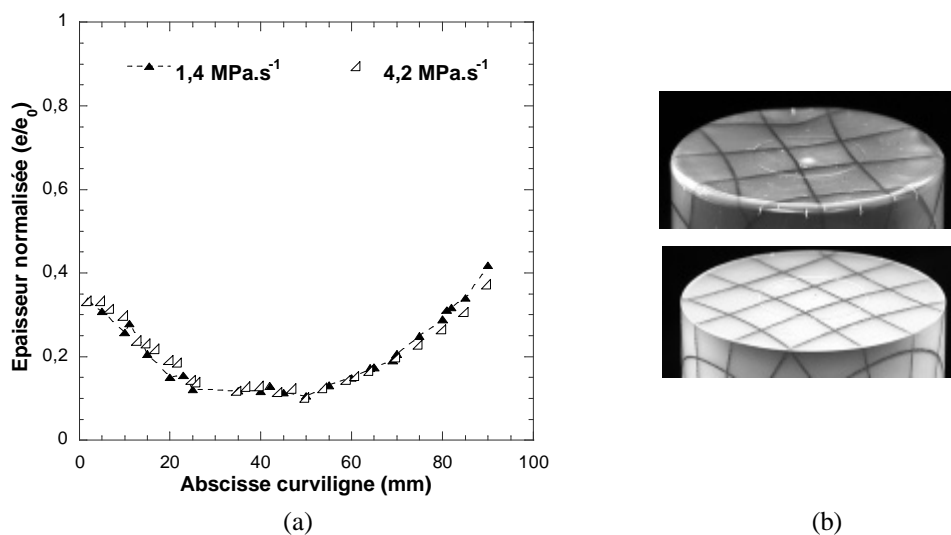 1
1,4 MPa.s-1 4,2 MPa.s-1
0,8
0,6
0,4
0,2
0
0 20 40 60 80 100
Epaisseur normalisée (e/e0)
Abscisse curviligne (mm)
(a) (b)